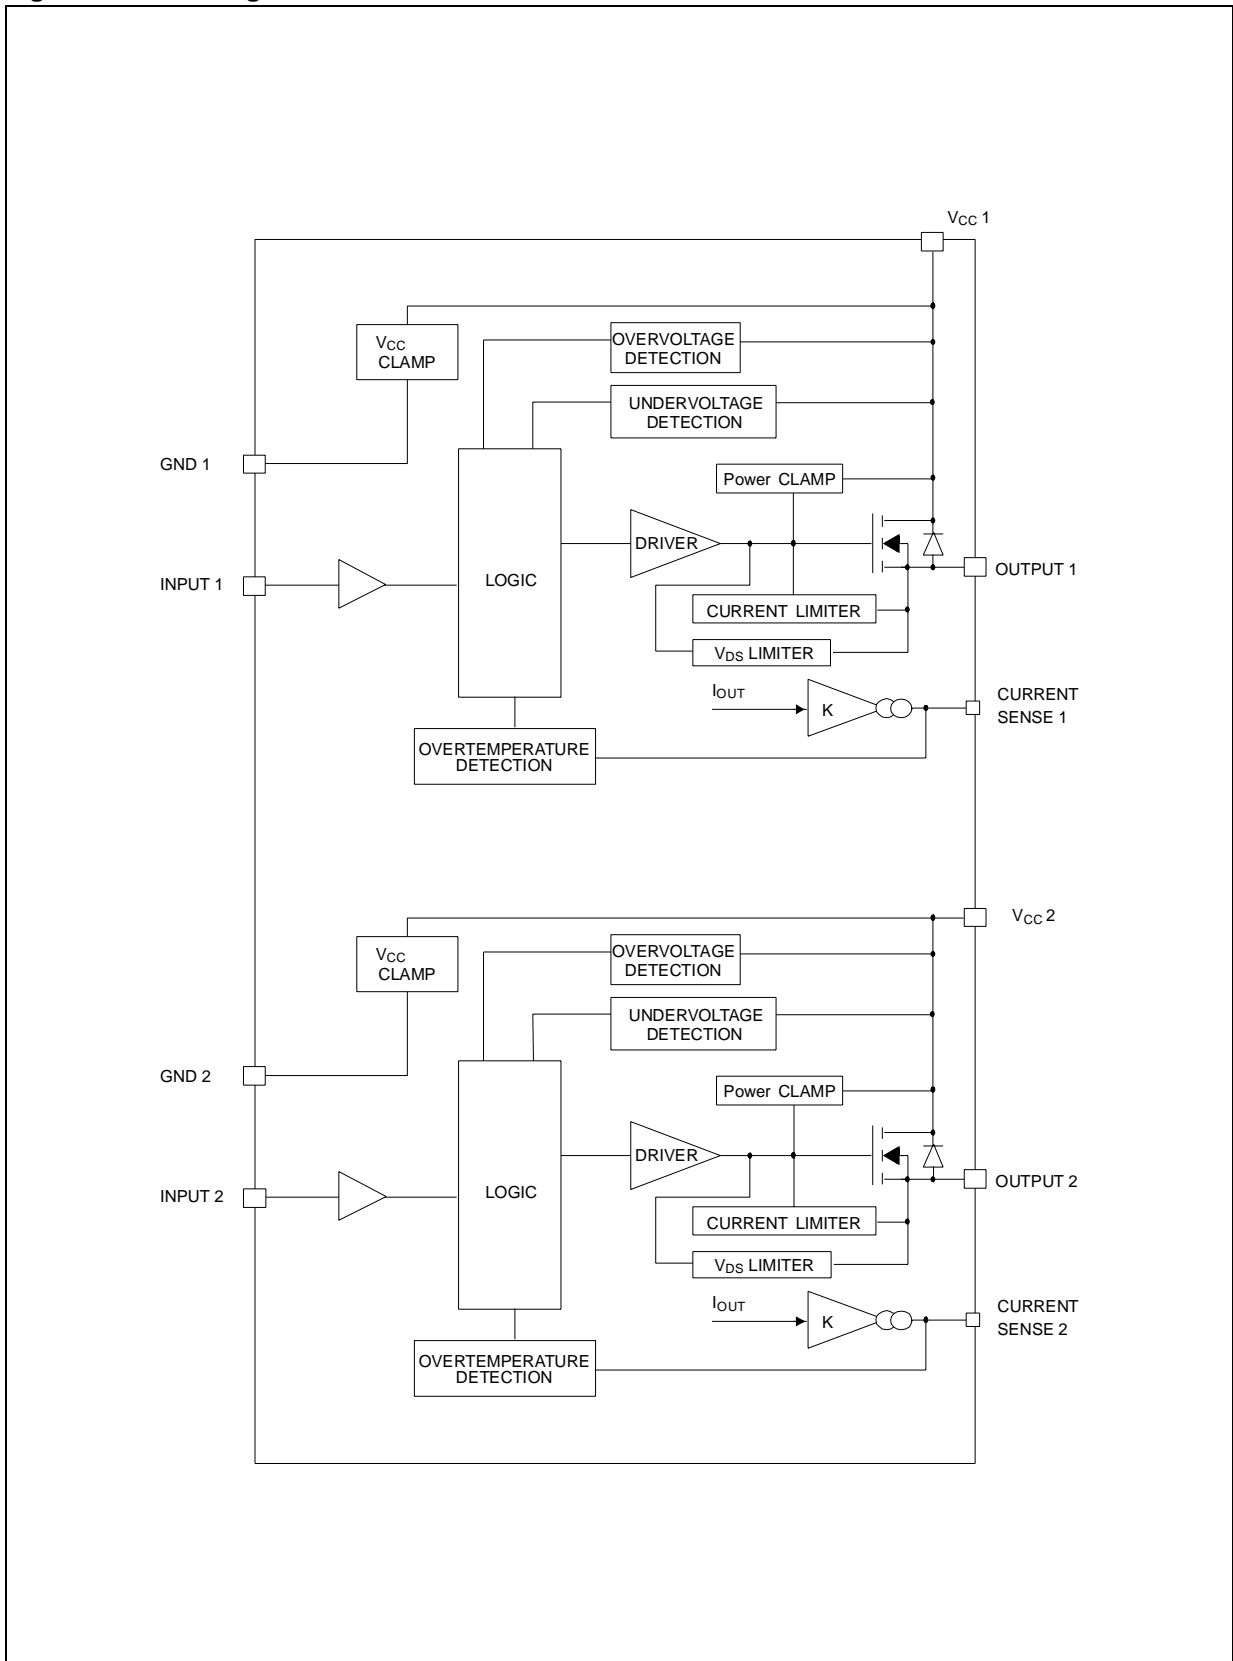 VCC 1
VCC
CLAMP
OVERVOLTAGE
DETECTION
UNDERVOLTAGE
DETECTION
GND 1
Power CLAMP
DRIVER
INPUT 1
LOGIC
OUTPUT 1
CURRENT LIMITER
VDS LIMITER
IOUT
K
CURRENT
SENSE 1
OVERTEMPERATURE
DETECTION
VCC 2
VCC
CLAMP
OVERVOLTAGE
DETECTION
UNDERVOLTAGE
DETECTION
GND 2
Power CLAMP
DRIVER
INPUT 2
LOGIC
OUTPUT 2
CURRENT LIMITER
VDS LIMITER
IOUT
K
CURRENT
SENSE 2
OVERTEMPERATURE
DETECTION